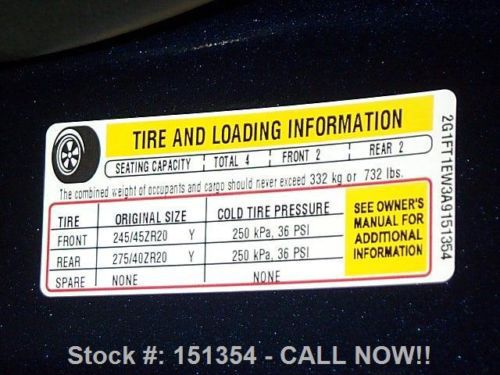 TIRE AND LOADING INFORMATION
SEATING CAPACITY TOTAL 4 FRONT 2 REAR 2
The combined weight of occupants and cargo should never exceed 332 kg or 732 lbs.
TIRE ORIGINAL SIZE COLD TIRE PRESSURE
FRONT 245/45ZR20 Y 250 kPa, 36 PSI
REAR 275/40ZR20 Y 250 kPa, 36 PSI
SPARE NONE NONE
SEE OWNER'S
MANUAL FOR
ADDITIONAL
INFORMATION
2G1FT1EW3A9151354
Stock #: 151354 - CALL NOW!!